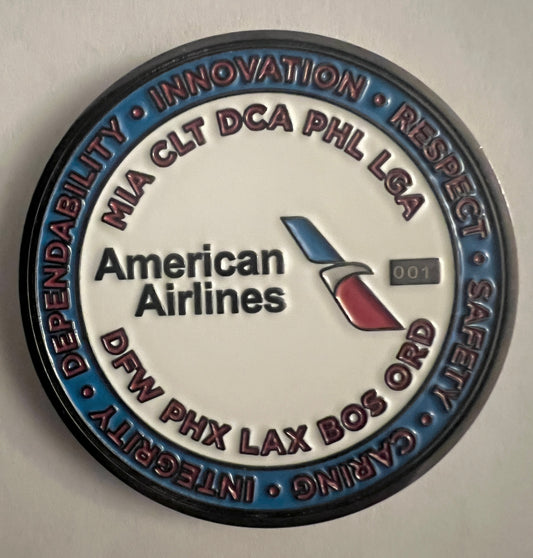 DEPENDABILITY • INNOVATION • RESPECT • SAFETY • CARING • INTEGRITY •
MIA CLT DCA PHL LGA
American
Airlines
001
DFW PHX LAX BOS ORD